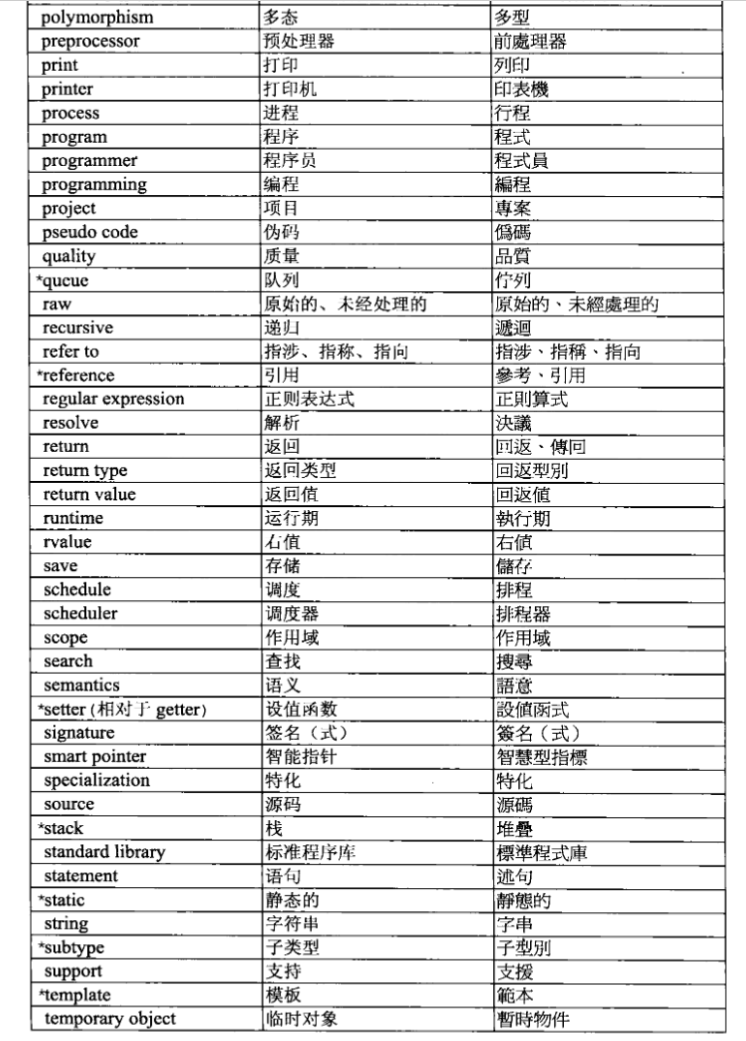 polymorphism 多态 多型
preprocessor 预处理器 前處理器
print 打印 列印
printer 打印机 印表機
process 进程 行程
program 程序 程式
programmer 程序员 程式員
programming 编程 編程
project 项目 專案
pseudo code 伪码 僞碼
quality 质量 品質
*queue 队列 佇列
raw 原始的、未经处理的 原始的、未經處理的
recursive 递归 遞迴
refer to 指涉、指称、指向 指涉、指稱、指向
*reference 引用 參考、引用
regular expression 正则表达式 正則算式
resolve 解析 決議
return 返回 回返、傳回
return type 返回类型 回返型別
return value 返回值 回返值
runtime 运行期 執行期
rvalue 右值 右值
save 存储 儲存
schedule 调度 排程
scheduler 调度器 排程器
scope 作用域 作用域
search 查找 搜尋
semantics 语义 語意
*setter (相对于 getter) 设值函数 設值函式
signature 签名（式） 簽名（式）
smart pointer 智能指针 智慧型指標
specialization 特化 特化
source 源码 源碼
*stack 栈 堆疊
standard library 标准程序库 標準程式庫
statement 语句 述句
*static 静态的 靜態的
string 字符串 字串
*subtype 子类型 子型別
support 支持 支援
*template 模板 範本
temporary object 临时对象 暫時物件